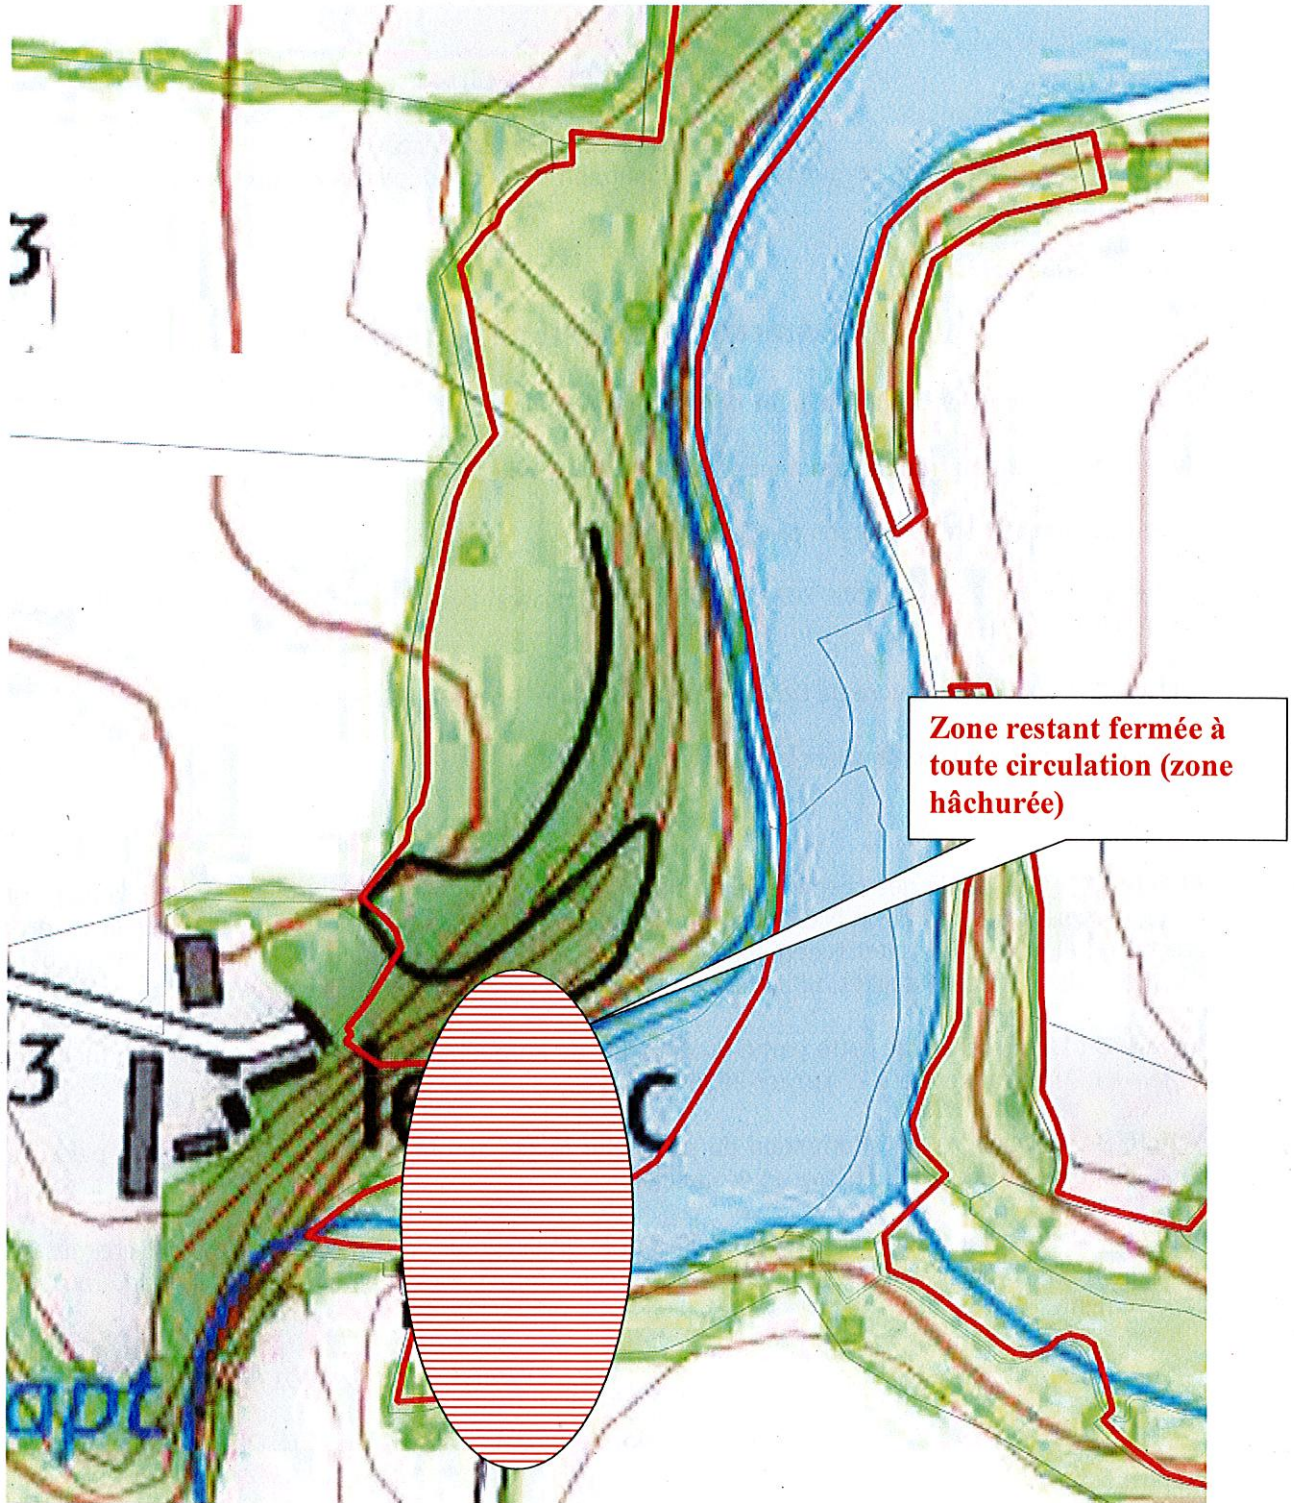 3
Zone restant fermée à
toute circulation (zone
hâchurée)
3
C
apt